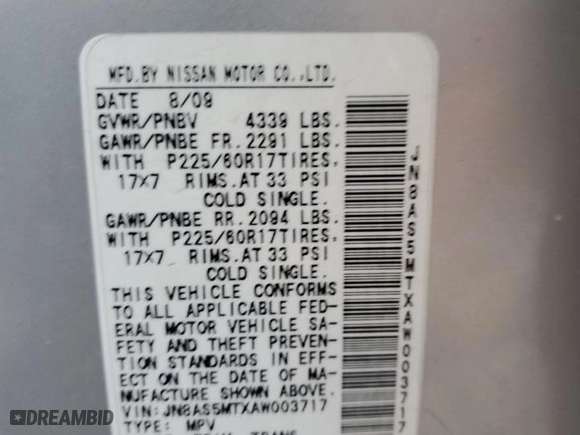 MFD.BY NISSAN MOTOR CO.,LTD.
DATE 8/09
GVWR/PNBV 4339 LBS.
GAWR/PNBE FR.2291 LBS.
WITH P225/60R17TIRES,
17X7 RIMS.AT 33 PSI
COLD SINGLE.
GAWR/PNBE RR.2094 LBS.
WITH P225/60R17TIRES,
17X7 RIMS.AT 33 PSI
COLD SINGLE.
THIS VEHICLE CONFORMS
TO ALL APPLICABLE FED-
ERAL MOTOR VEHICLE SA-
FETY AND THEFT PREVEN-
TION STANDARDS IN EFF-
ECT ON THE DATE OF MA-
NUFACTURE SHOWN ABOVE.
VIN:JN8AS5MTXAW003717
TYPE: MPV
TRIM TRANS
JN8AS5MTXAW003717
DREAMBID